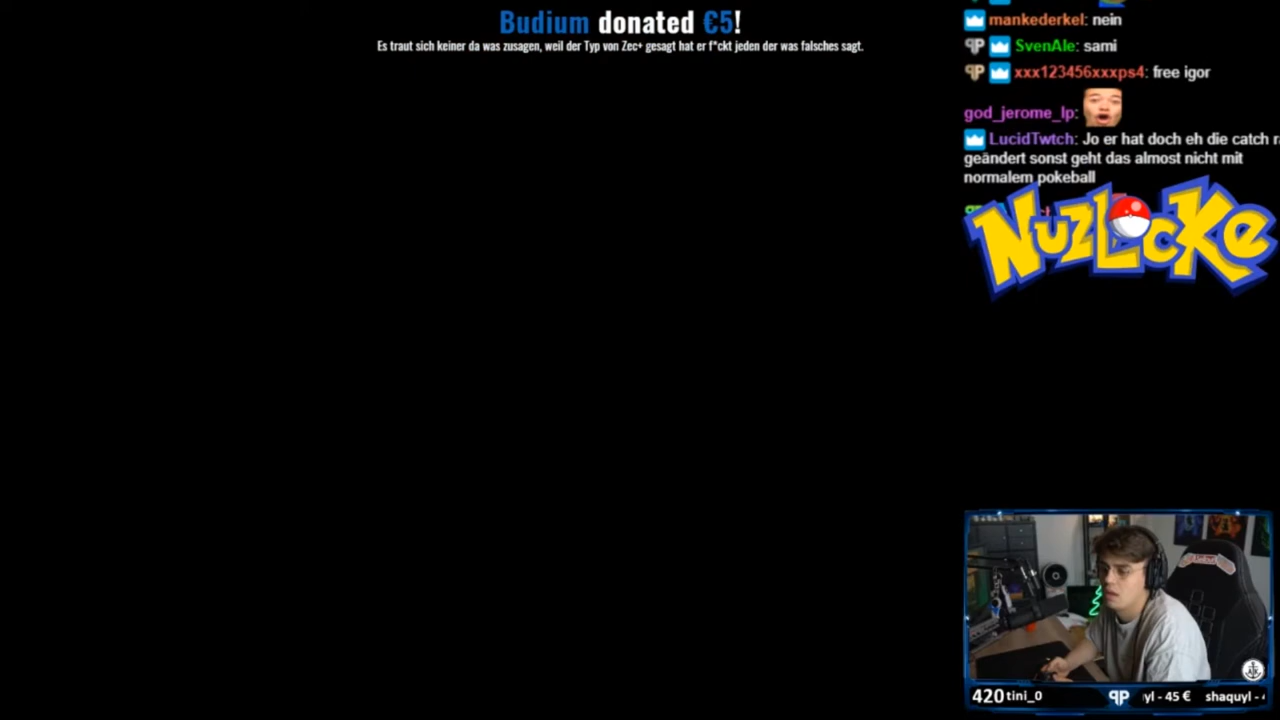 Budium donated €5!
Es traut sich keiner da was zusagen, weil der Typ von Zec+ gesagt hat er f*ckt jeden der was falsches sagt.
mankederkel: nein
SvenAle: sami
xxx123456xxxps4: free igor
god_jerome_lp:
LucidTwtch: Jo er hat doch eh die catch
geändert sonst geht das almost nicht mit
normalem pokeball
NuzLocke
420 tini_0
yl - 45 € shaquyl -